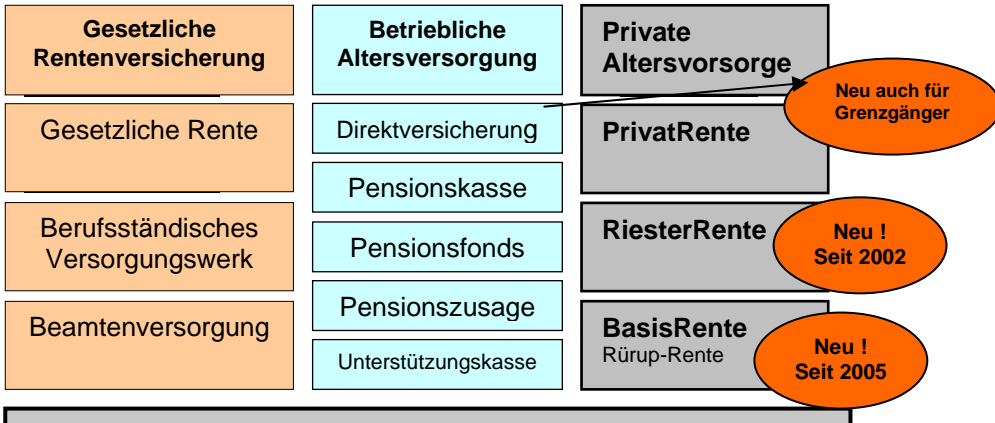 Gesetzliche
Rentenversicherung
Gesetzliche Rente
Berufsständisches
Versorgungswerk
Beamtenversorgung
Betriebliche
Altersversorgung
Direktversicherung
Pensionskasse
Pensionsfonds
Pensionszusage
Unterstützungskasse
Private
Altersvorsorge
Neu auch für
Grenzgänger
PrivatRente
RiesterRente
Neu !
Seit 2002
BasisRente
Rürup-Rente
Neu !
Seit 2005